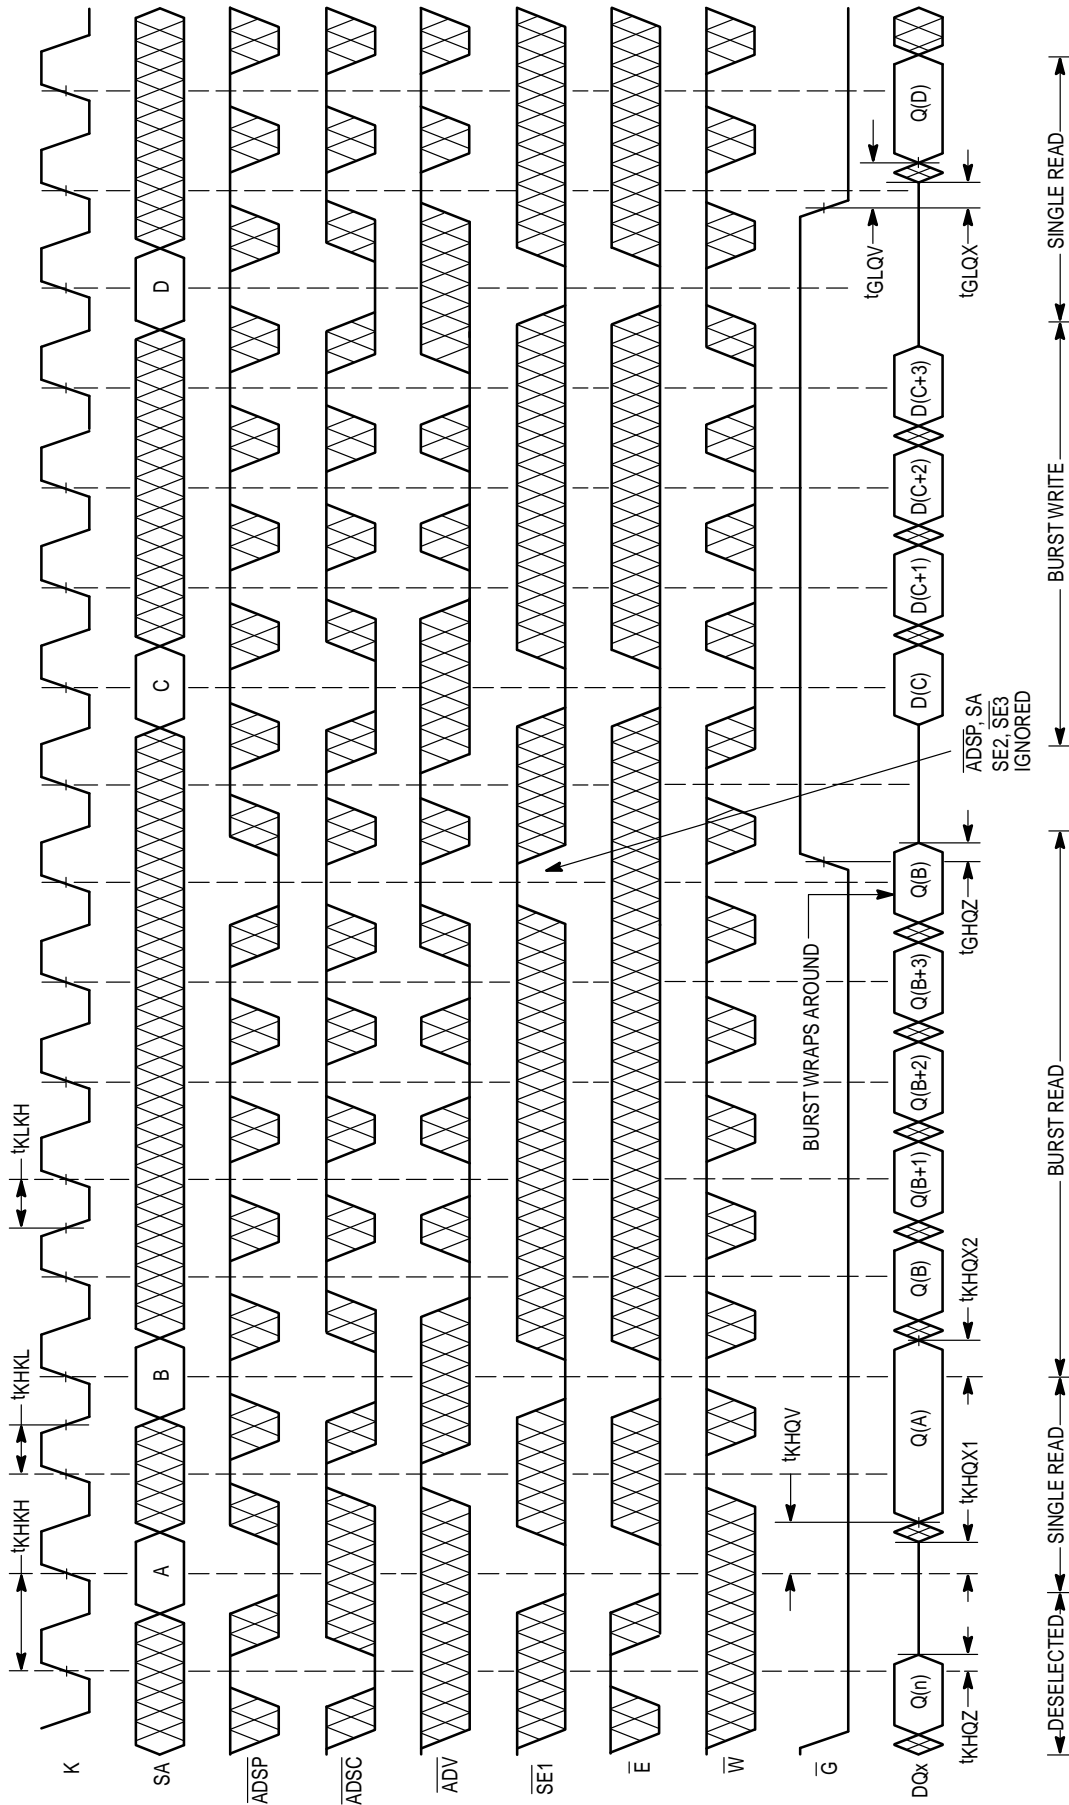 K
tKHKH
tKHKL
tKLKH
SA
A
B
C
D
ADSP
ADSC
ADV
SE1
E
W
G
tKHQV
BURST WRAPS AROUND
ADSP, SA
SE2, SE3
IGNORED
tGLQV
DQx
Q(n)
Q(A)
Q(B)
Q(B+1)
Q(B+2)
Q(B+3)
Q(B)
D(C)
D(C+1)
D(C+2)
D(C+3)
Q(D)
tKHQZ
tKHQX1
tKHQX2
tGHQZ
tGLQX
DESELECTED
SINGLE READ
BURST READ
BURST WRITE
SINGLE READ